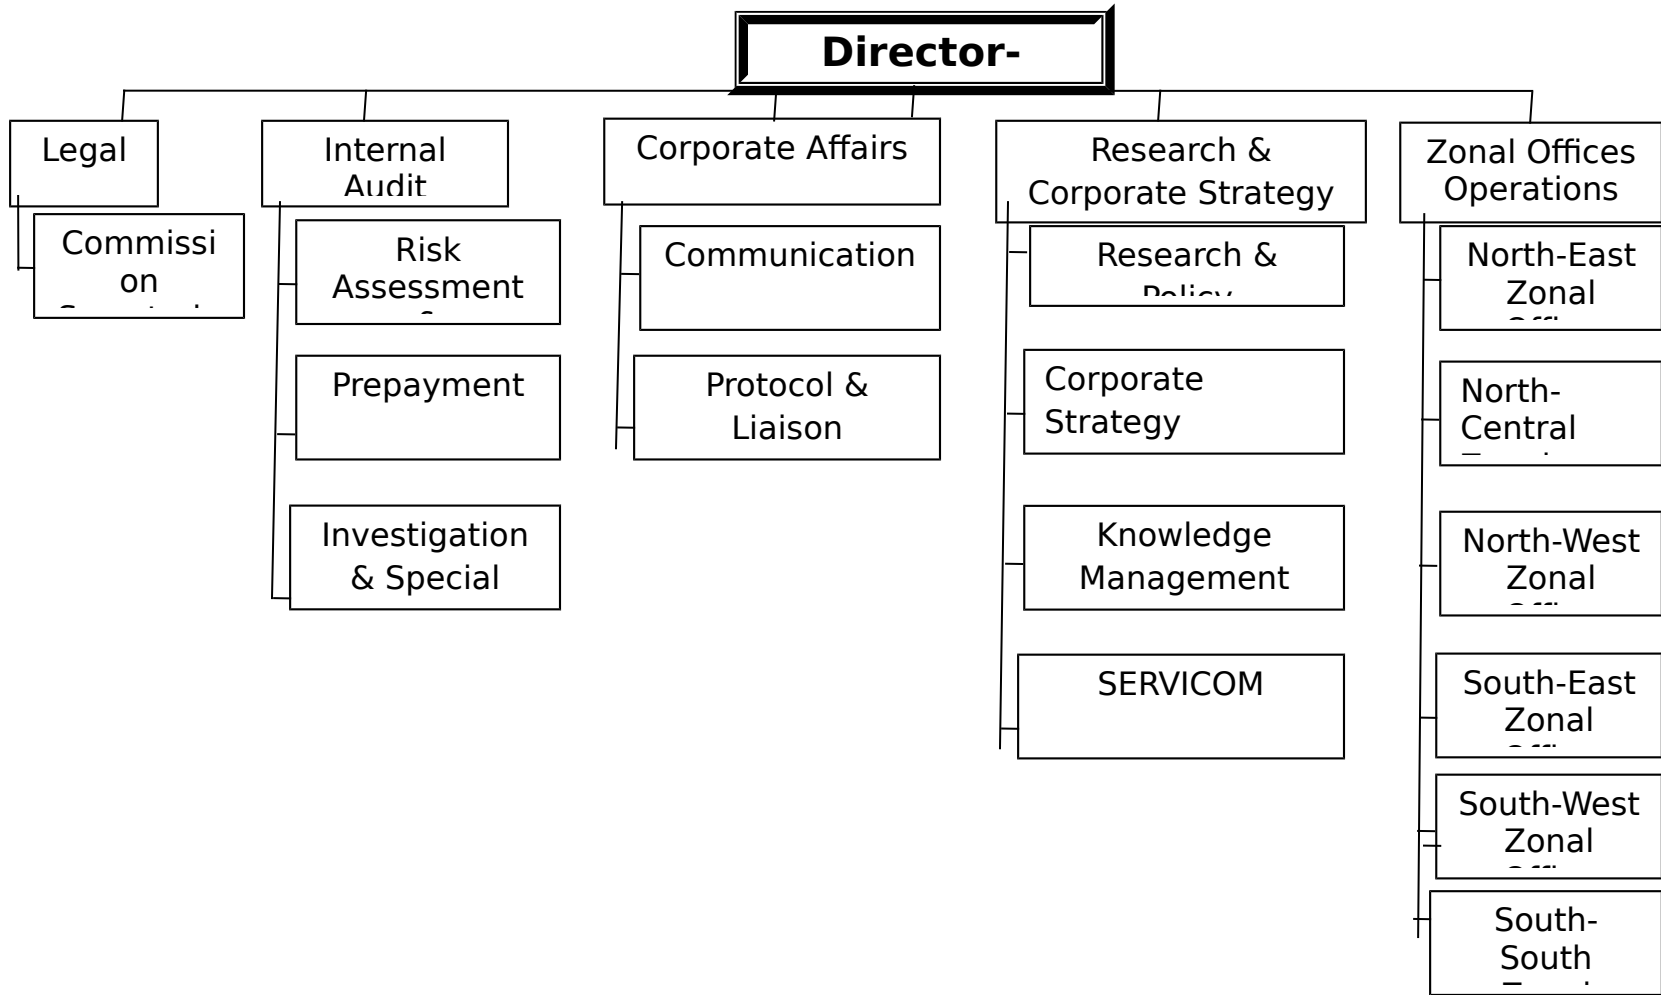 Director-
Legal
Internal
Audit
Corporate Affairs
Research &
Corporate Strategy
Zonal Offices
Operations
Commissi
on
Risk
Assessment
Communication
Research &
Policy
North-East
Zonal
Prepayment
Protocol &
Liaison
Corporate
Strategy
North-
Central
Investigation
& Special
Knowledge
Management
North-West
Zonal
SERVICOM
South-East
Zonal
South-West
Zonal
South-
South